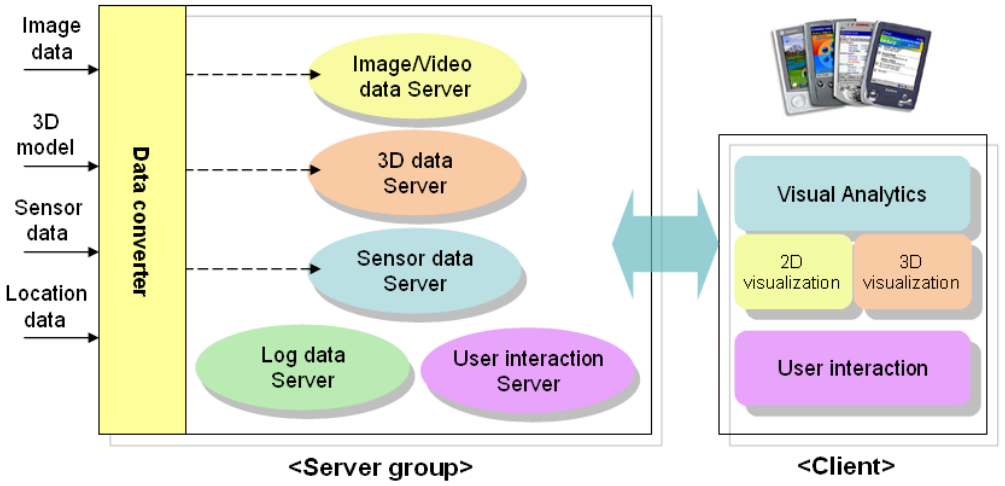 Image
data
3D
model
Sensor
data
Location
data
Data converter
Image/Video
data Server
3D data
Server
Sensor data
Server
Log data
Server
User interaction
Server
<Server group>
Visual Analytics
2D
visualization
3D
visualization
User interaction
<Client>